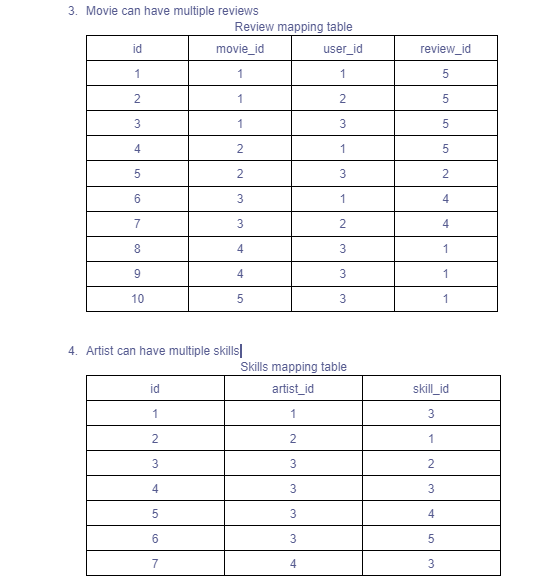 3. Movie can have multiple reviews
Review mapping table
id movie_id user_id review_id
1 1 1 5
2 1 2 5
3 1 3 5
4 2 1 5
5 2 3 2
6 3 1 4
7 3 2 4
8 4 3 1
9 4 3 1
10 5 3 1
4. Artist can have multiple skills
Skills mapping table
id artist_id skill_id
1 1 3
2 2 1
3 3 2
4 3 3
5 3 4
6 3 5
7 4 3